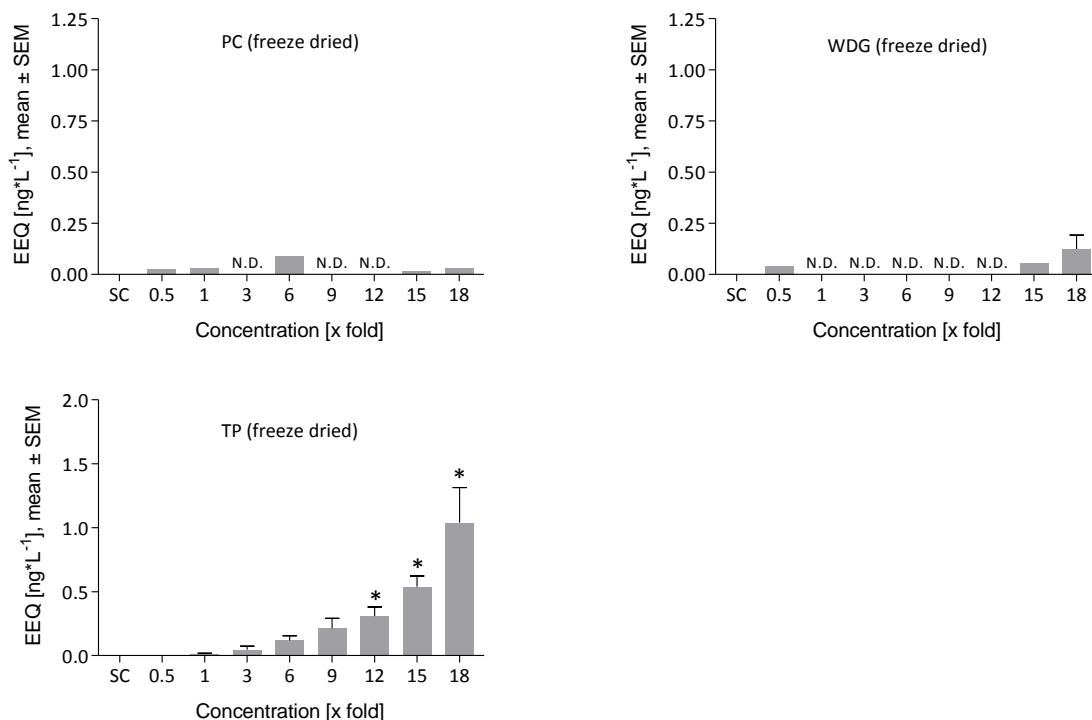 PC (freeze dried)
EEQ [ng*L⁻¹], mean ± SEM
1.25
1.00
0.75
0.50
0.25
0.00
N.D. N.D. N.D.
SC 0.5 1 3 6 9 12 15 18
Concentration [x fold]
WDG (freeze dried)
EEQ [ng*L⁻¹], mean ± SEM
1.25
1.00
0.75
0.50
0.25
0.00
N.D. N.D. N.D. N.D. N.D.
SC 0.5 1 3 6 9 12 15 18
Concentration [x fold]
TP (freeze dried)
EEQ [ng*L⁻¹], mean ± SEM
2.0
1.5
1.0
0.5
0.0
* * *
SC 0.5 1 3 6 9 12 15 18
Concentration [x fold]